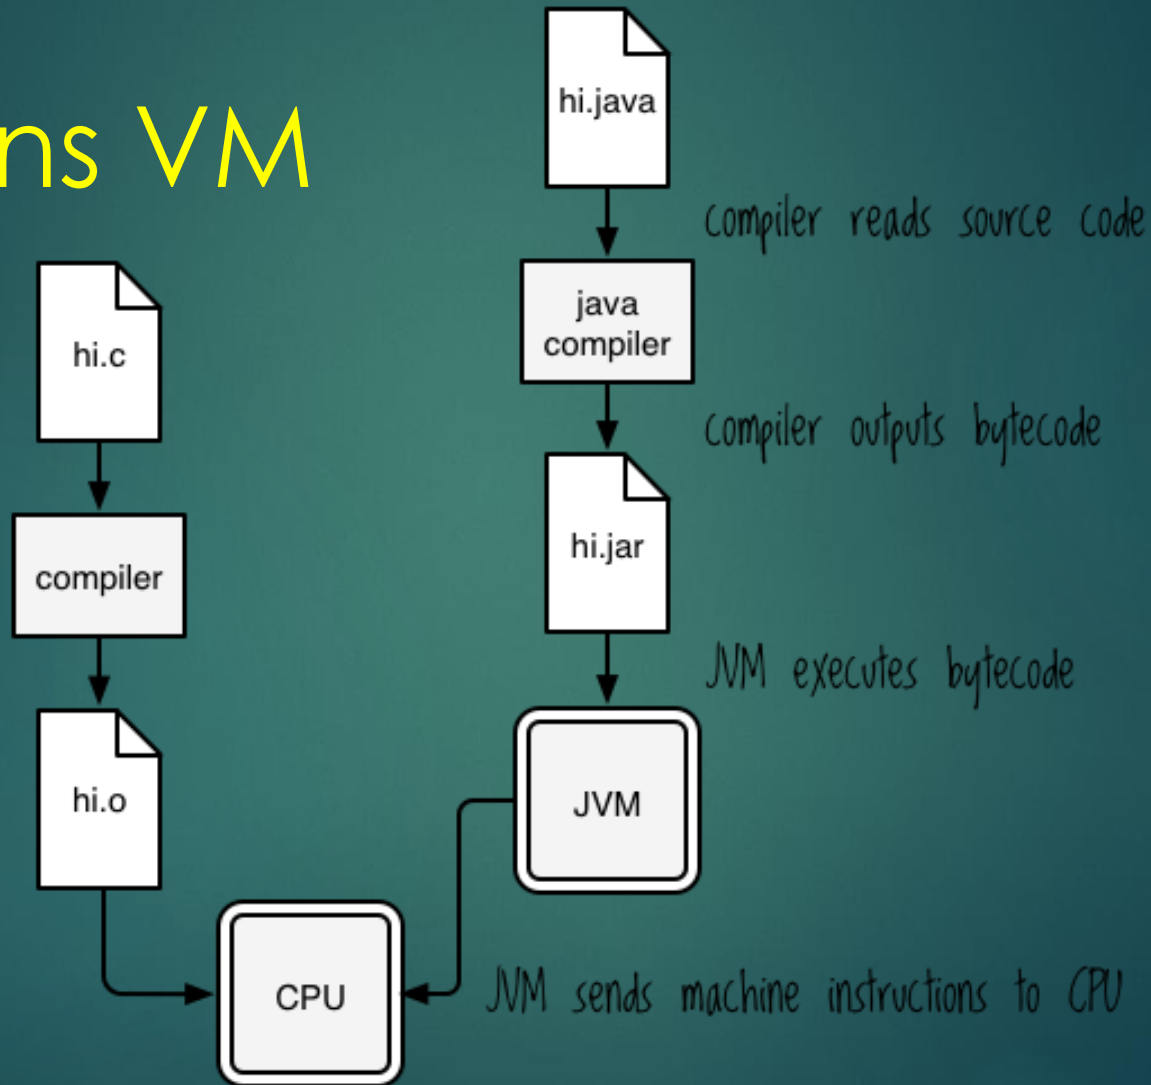 ns VM
hi.c
compiler
hi.o
hi.java
compiler reads source code
java
compiler
compiler outputs bytecode
hi.jar
JVM executes bytecode
JVM
CPU
JVM sends machine instructions to CPU